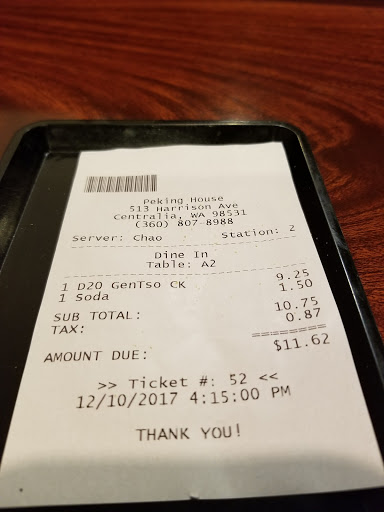 Peking House
513 Harrison Ave
Centralia, WA 98531
(360) 807-8988
Server: Chao Station: 2
Dine In
Table: A2
1 D20 GenTso CK 9.25
1 Soda 1.50
SUB TOTAL: 10.75
TAX: 0.87
AMOUNT DUE: $11.62
>> Ticket #: 52 <<
12/10/2017 4:15:00 PM
THANK YOU!